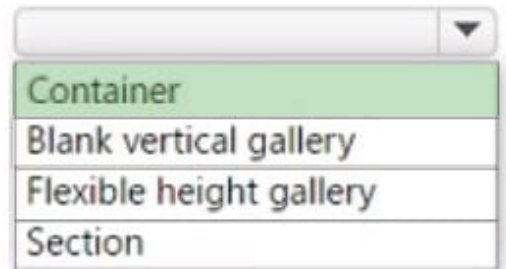 Container
Blank vertical gallery
Flexible height gallery
Section